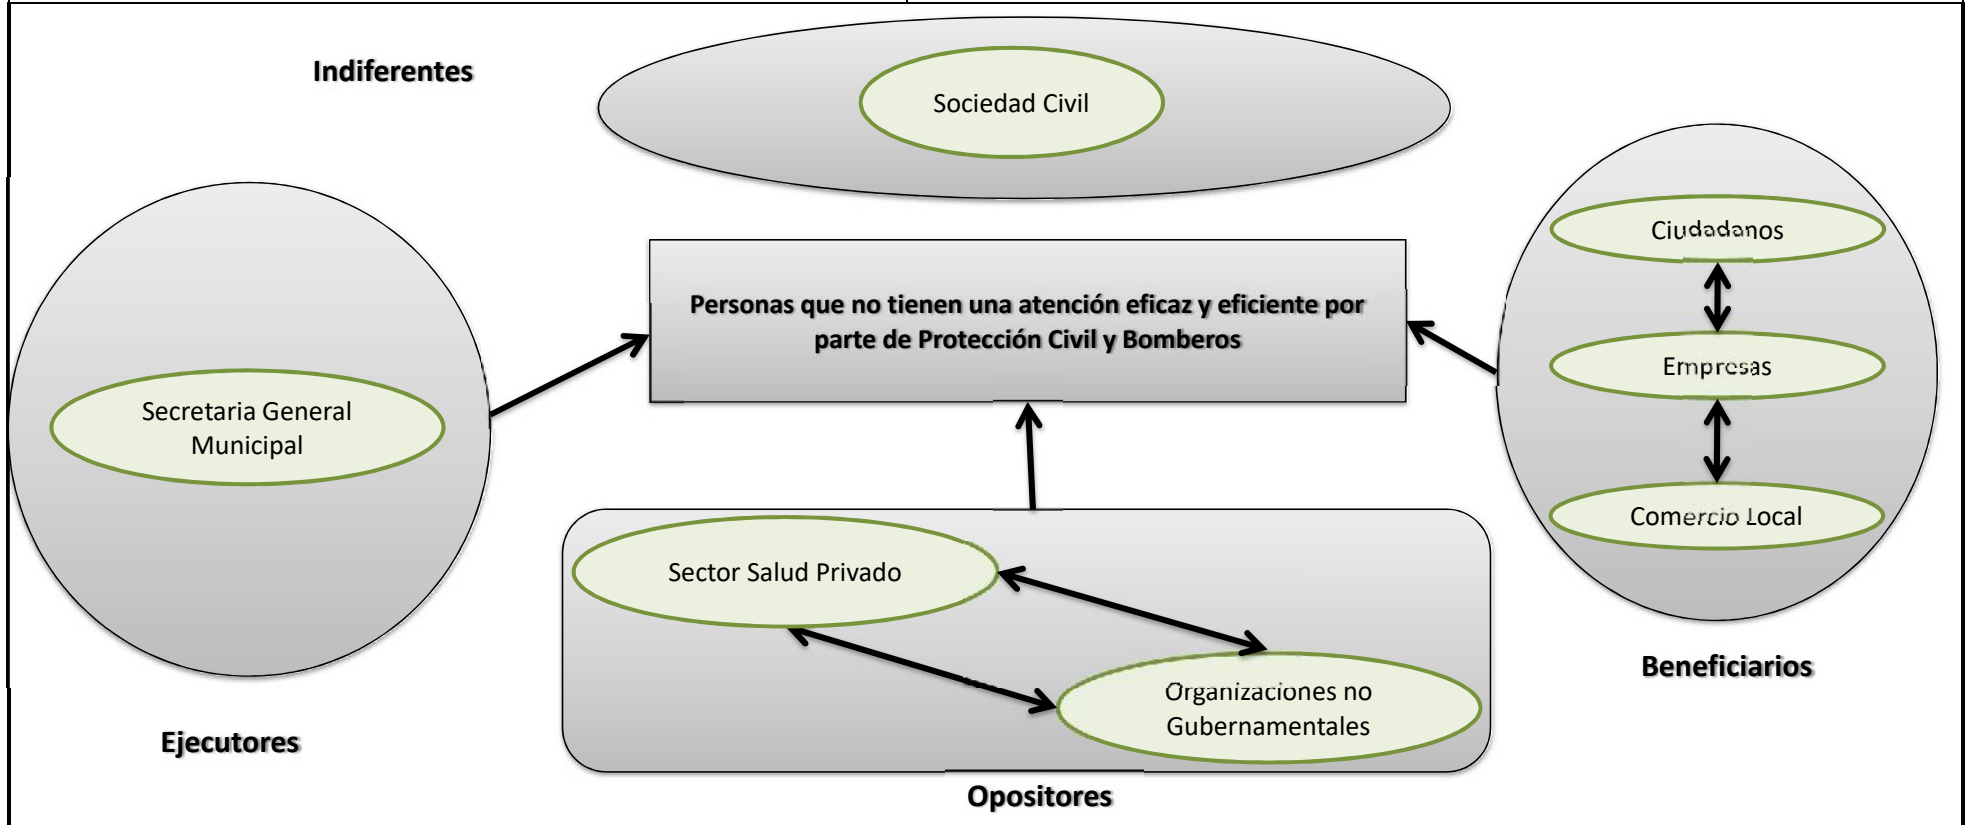 Indiferentes
Sociedad Civil
Ciudadanos
Personas que no tienen una atención eficaz y eficiente por
parte de Protección Civil y Bomberos
Empresas
Secretaria General
Municipal
Comercio Local
Sector Salud Privado
Organizaciones no
Gubernamentales
Beneficiarios
Ejecutores
Opositores